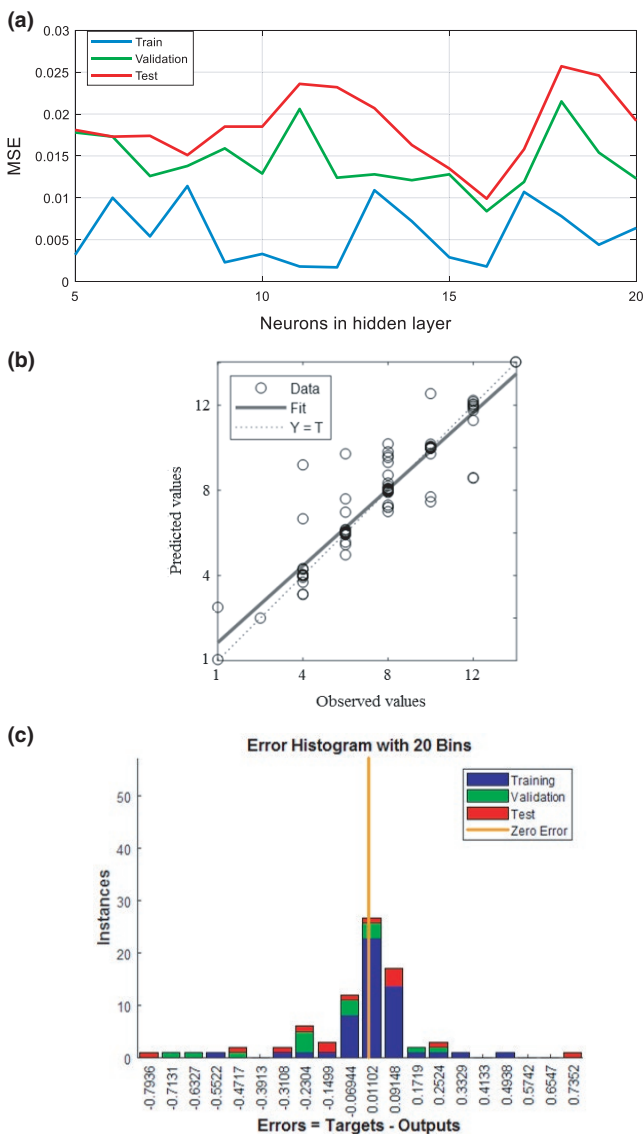 (a)
0.03
0.025
0.02
0.015
0.01
0.005
0
MSE
Train
Validation
Test
5
10
15
20
Neurons in hidden layer
(b)
12
8
4
1
Predicted values
Data
Fit
Y = T
1
4
8
12
Observed values
(c)
Error Histogram with 20 Bins
50
40
30
20
10
0
Instances
Training
Validation
Test
Zero Error
-0.7936
-0.7131
-0.6327
-0.5522
-0.4717
-0.3913
-0.3108
-0.2304
-0.1499
-0.06944
0.01102
0.09148
0.1719
0.2524
0.3329
0.4133
0.4938
0.5742
0.6547
0.7352
Errors = Targets - Outputs